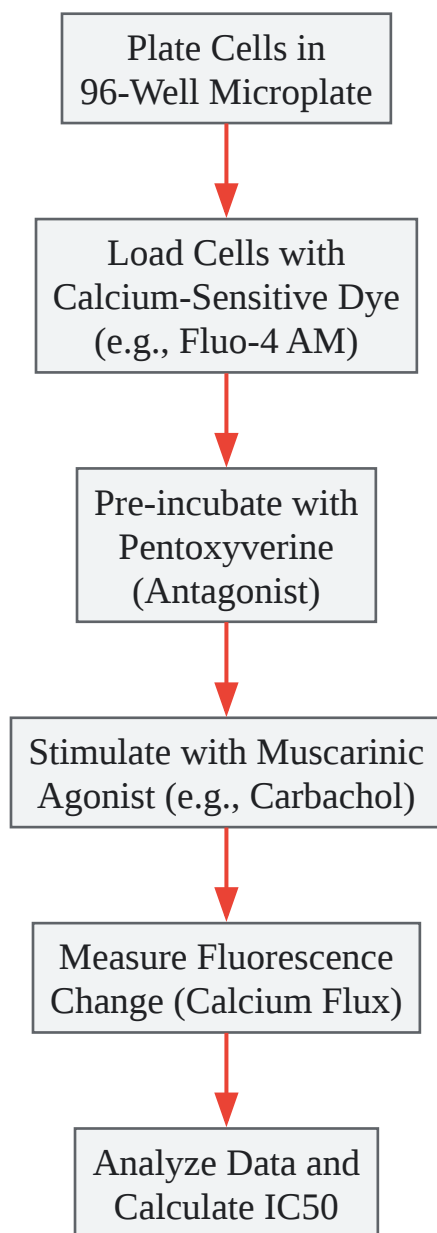 Plate Cells in
96-Well Microplate
Load Cells with
Calcium-Sensitive Dye
(e.g., Fluo-4 AM)
Pre-incubate with
Pentoxyverine
(Antagonist)
Stimulate with Muscarinic
Agonist (e.g., Carbachol)
Measure Fluorescence
Change (Calcium Flux)
Analyze Data and
Calculate IC50